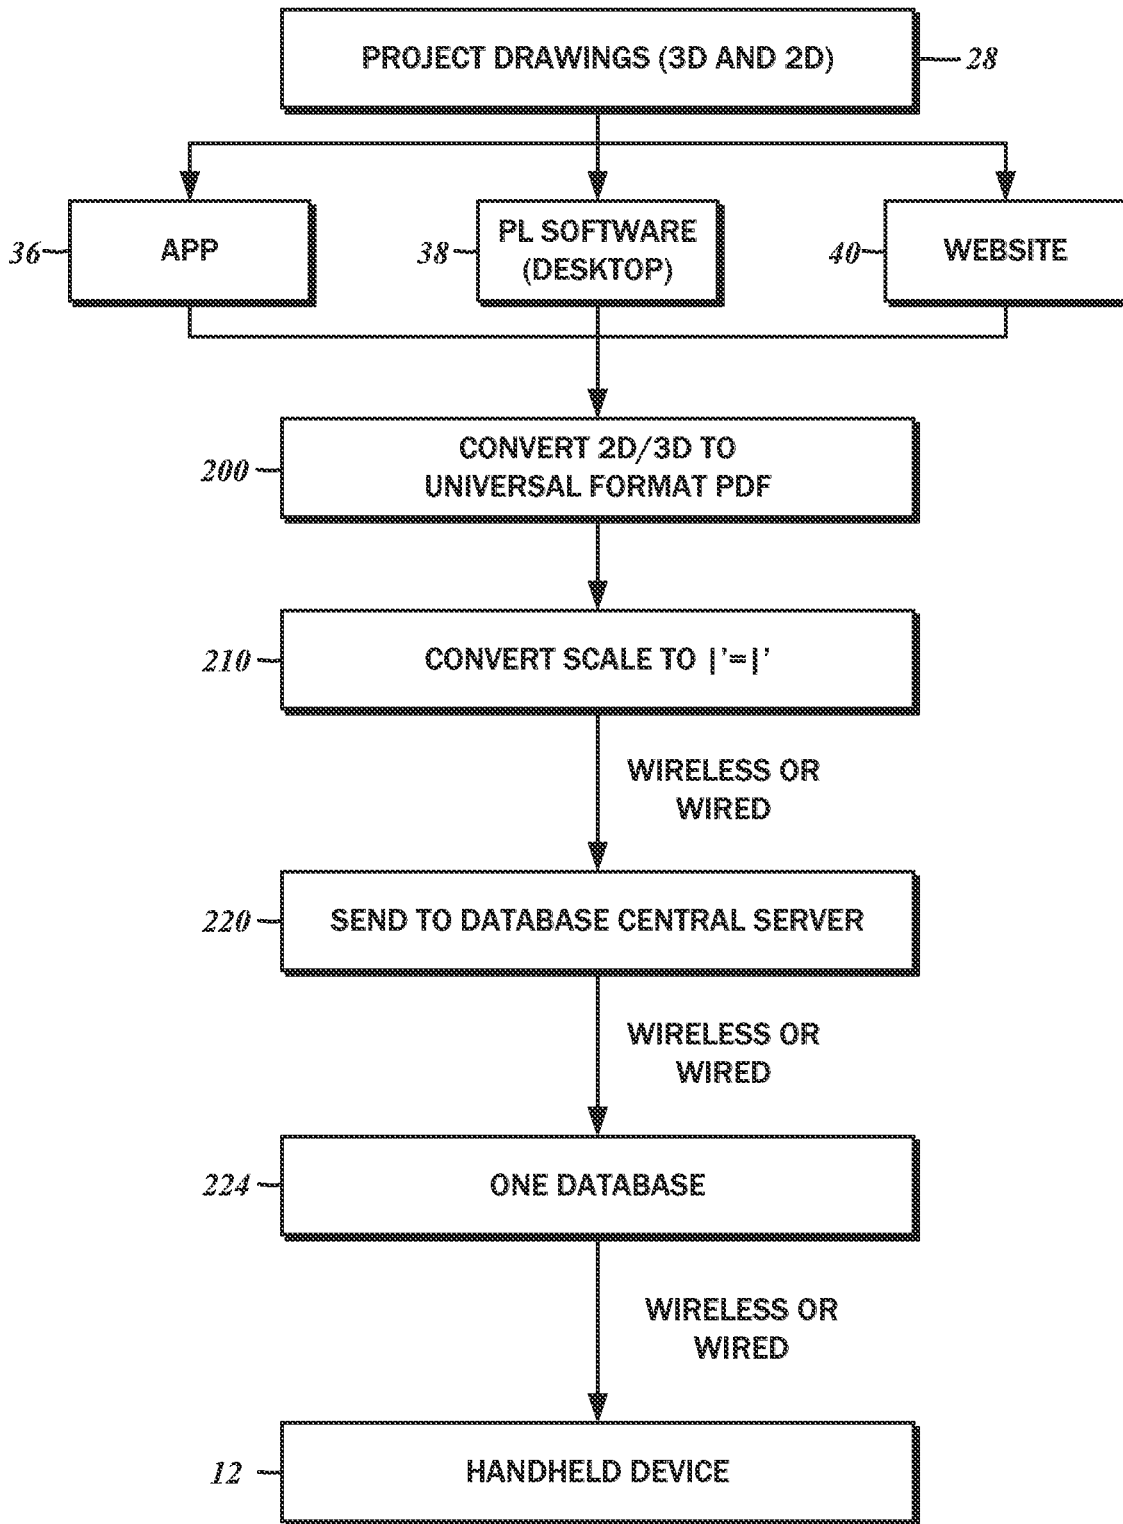 PROJECT DRAWINGS (3D AND 2D)
28
36
APP
38
PL SOFTWARE
(DESKTOP)
40
WEBSITE
200
CONVERT 2D/3D TO
UNIVERSAL FORMAT PDF
210
CONVERT SCALE TO |'=|'
WIRELESS OR
WIRED
220
SEND TO DATABASE CENTRAL SERVER
WIRELESS OR
WIRED
224
ONE DATABASE
WIRELESS OR
WIRED
12
HANDHELD DEVICE